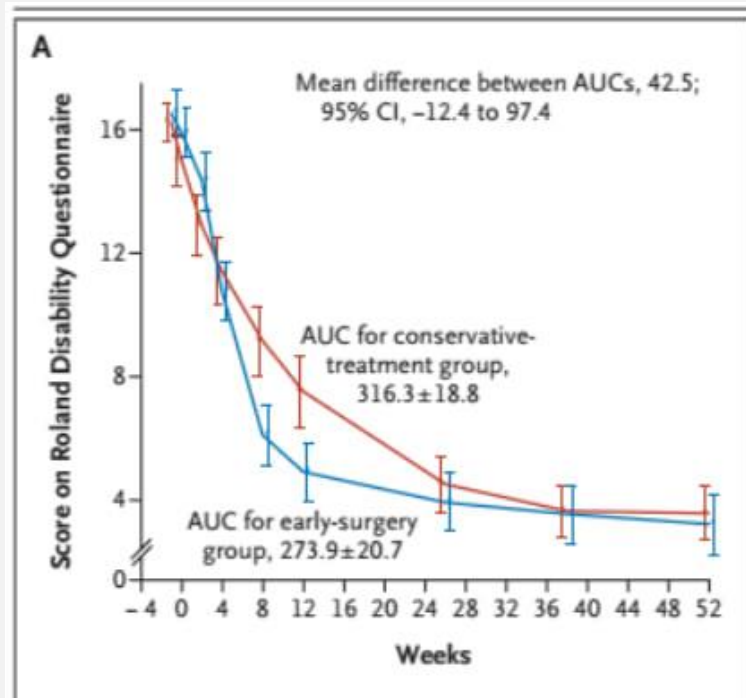 A
Mean difference between AUCs, 42.5;
95% CI, −12.4 to 97.4
Score on Roland Disability Questionnaire
16
12
8
4
0
AUC for conservative-
treatment group,
316.3±18.8
AUC for early-surgery
group, 273.9±20.7
−4 0 4 8 12 16 20 24 28 32 36 40 44 48 52
Weeks